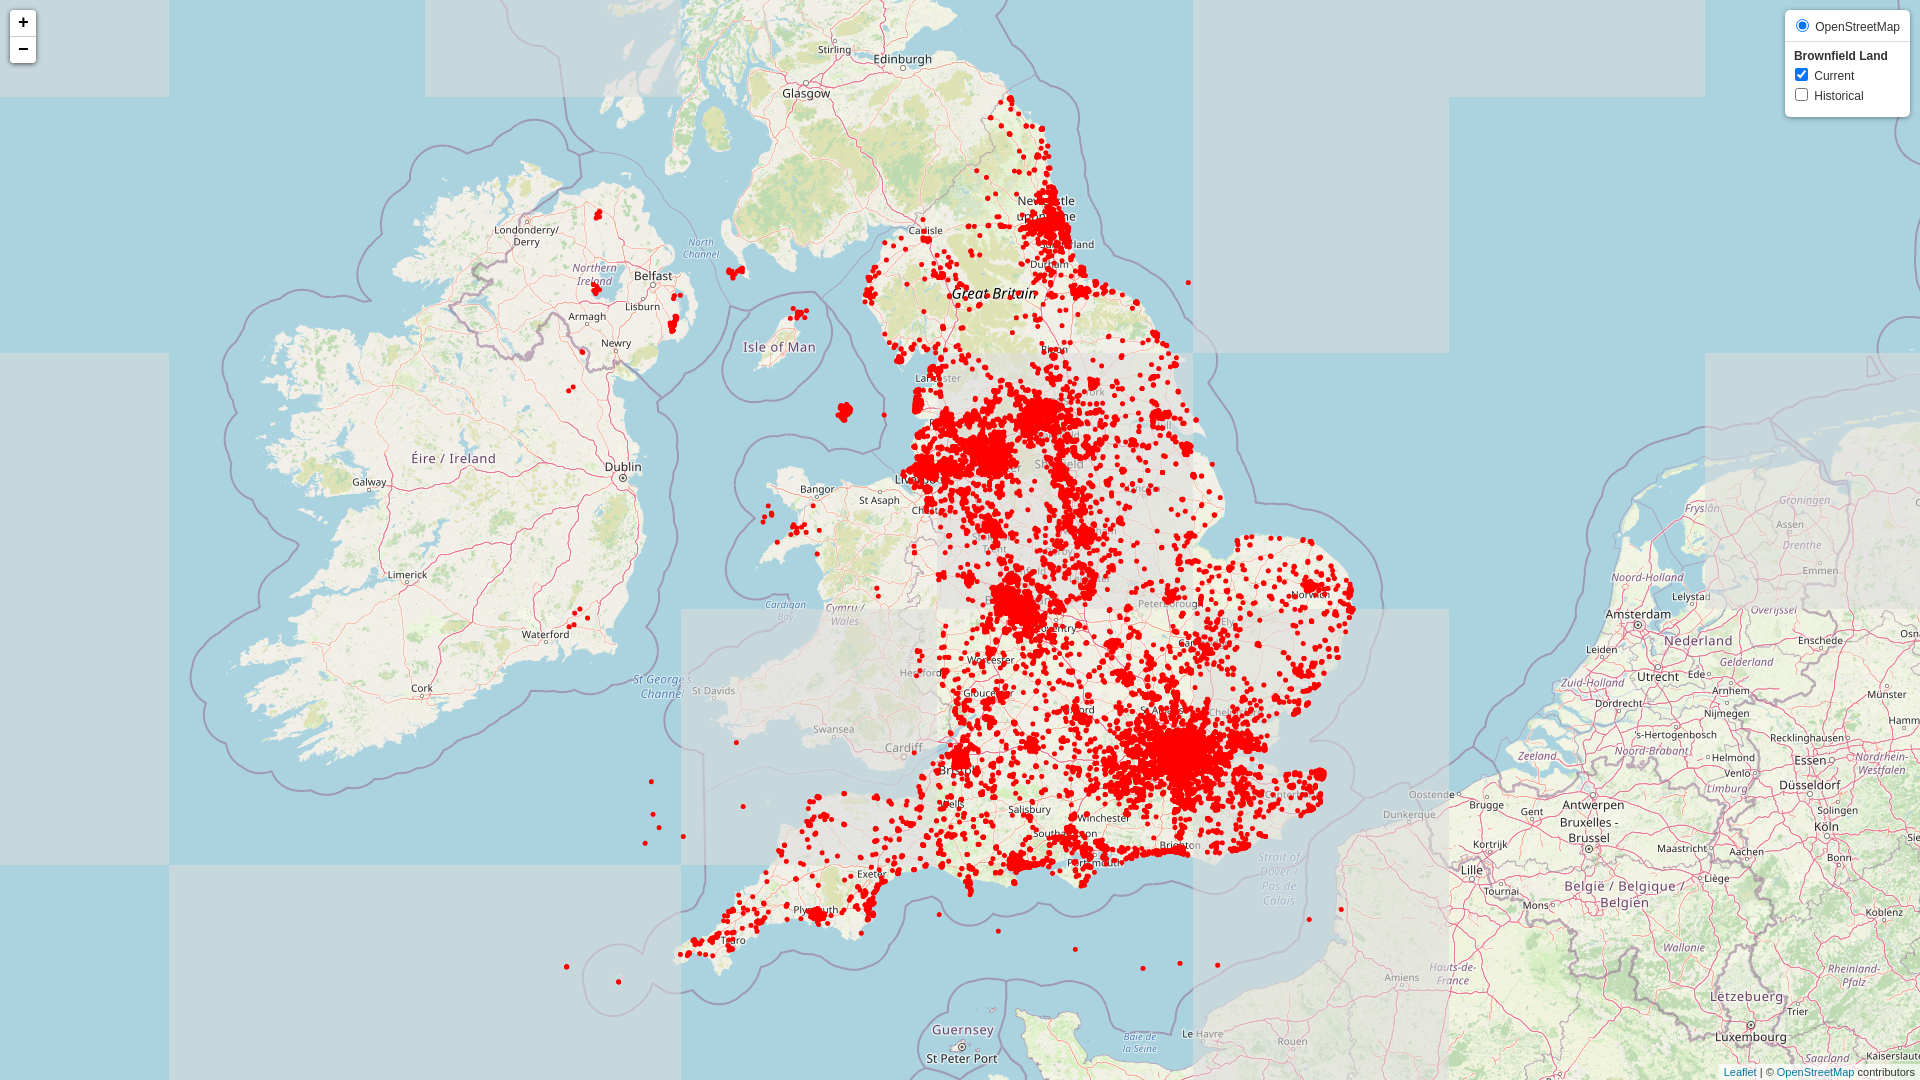 +
−
OpenStreetMap
Brownfield Land
Current
Historical
Stirling
Edinburgh
Glasgow
Londonderry/
Derry
North
Channel
Northern
Ireland
Belfast
Lisburn
Armagh
Newry
Carlisle
Durham
Great Britain
Isle of Man
Ripon
Lancaster
Éire / Ireland
Dublin
Galway
Bangor
St Asaph
Limerick
Waterford
Cork
St George's
Channel
Cardigan
Bay
Cymru /
Wales
St Davids
Swansea
Cardiff
Hereford
Worcester
Gloucester
Peterborough
Norwich
Ely
Coventry
Bristol
Wells
Salisbury
Winchester
Southampton
Portsmouth
Brighton
Exeter
Plymouth
Truro
Strait of
Dover /
Pas de
Calais
Guernsey
St Peter Port
Baie de
la Seine
Le Havre
Rouen
Amiens
Hauts-de-
France
Groningen
Fryslân
Assen
Drenthe
Emmen
Noord-Holland
Lelystad
Overijssel
Amsterdam
Nederland
Enschede
Leiden
Gelderland
Utrecht
Ede
Zuid-Holland
Arnhem
Münster
Dordrecht
Nijmegen
's-Hertogenbosch
Recklinghausen
Noord-Brabant
Zeeland
Helmond
Essen
Nordrhein-
Westfalen
Venlo
Limburg
Düsseldorf
Oostende
Brugge
Antwerpen
Gent
Solingen
Dunkerque
Bruxelles -
Brussel
Köln
Kortrijk
Maastricht
Aachen
Bonn
Lille
Tournai
Liège
België / Belgique /
Belgien
Mons
Koblenz
Wallonie
Rheinland-
Pfalz
Lëtzebuerg
Trier
Luxembourg
Saarland
Leaflet | © OpenStreetMap contributors